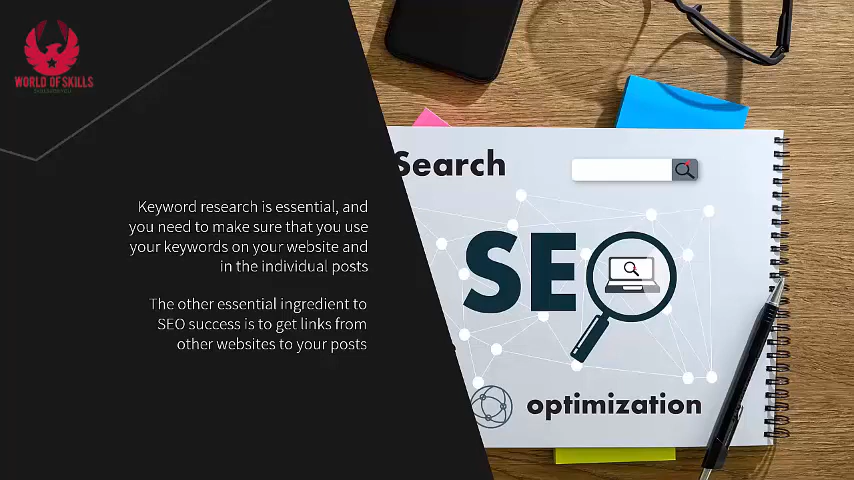 WORLD OF SKILLS
Keyword research is essential, and
you need to make sure that you use
your keywords on your website and
in the individual posts
The other essential ingredient to
SEO success is to get links from
other websites to your posts
Search
SEO
optimization